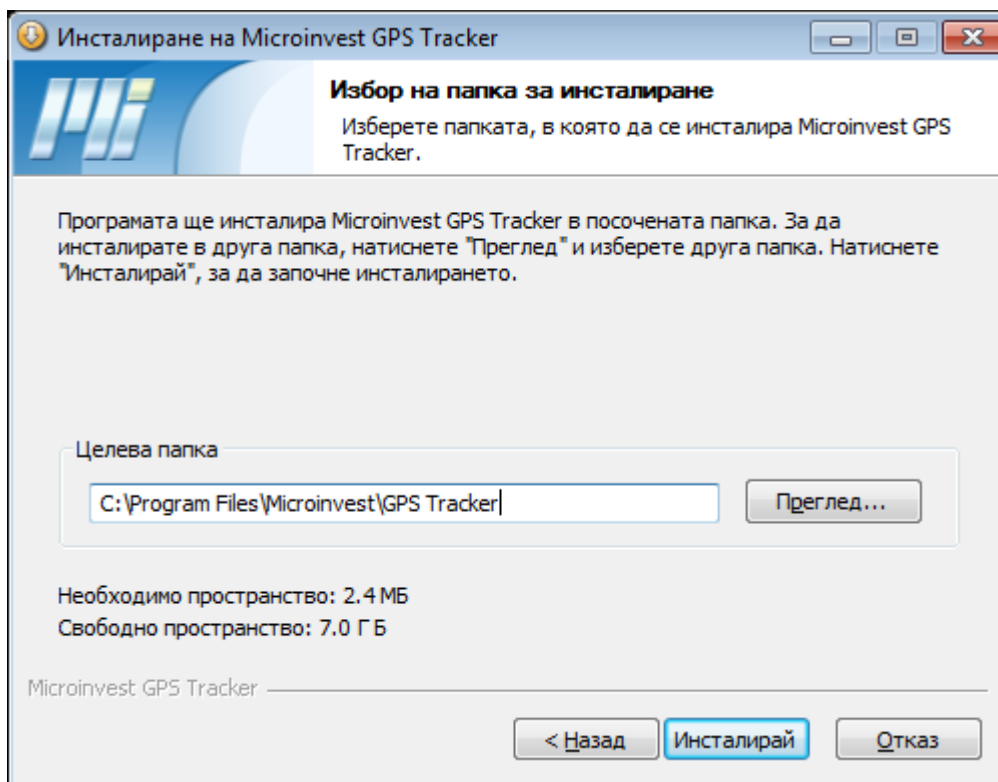 Инсталиране на Microinvest GPS Tracker
Mi
Избор на папка за инсталиране
Изберете папката, в която да се инсталира Microinvest GPS
Tracker.
Програмата ще инсталира Microinvest GPS Tracker в посочената папка. За да
инсталирате в друга папка, натиснете "Преглед" и изберете друга папка. Натиснете
"Инсталирай", за да започне инсталирането.
Целева папка
C:\Program Files\Microinvest\GPS Tracker
Преглед...
Необходимо пространство: 2.4 МБ
Свободно пространство: 7.0 ГБ
Microinvest GPS Tracker
< Назад Инсталирай Отказ